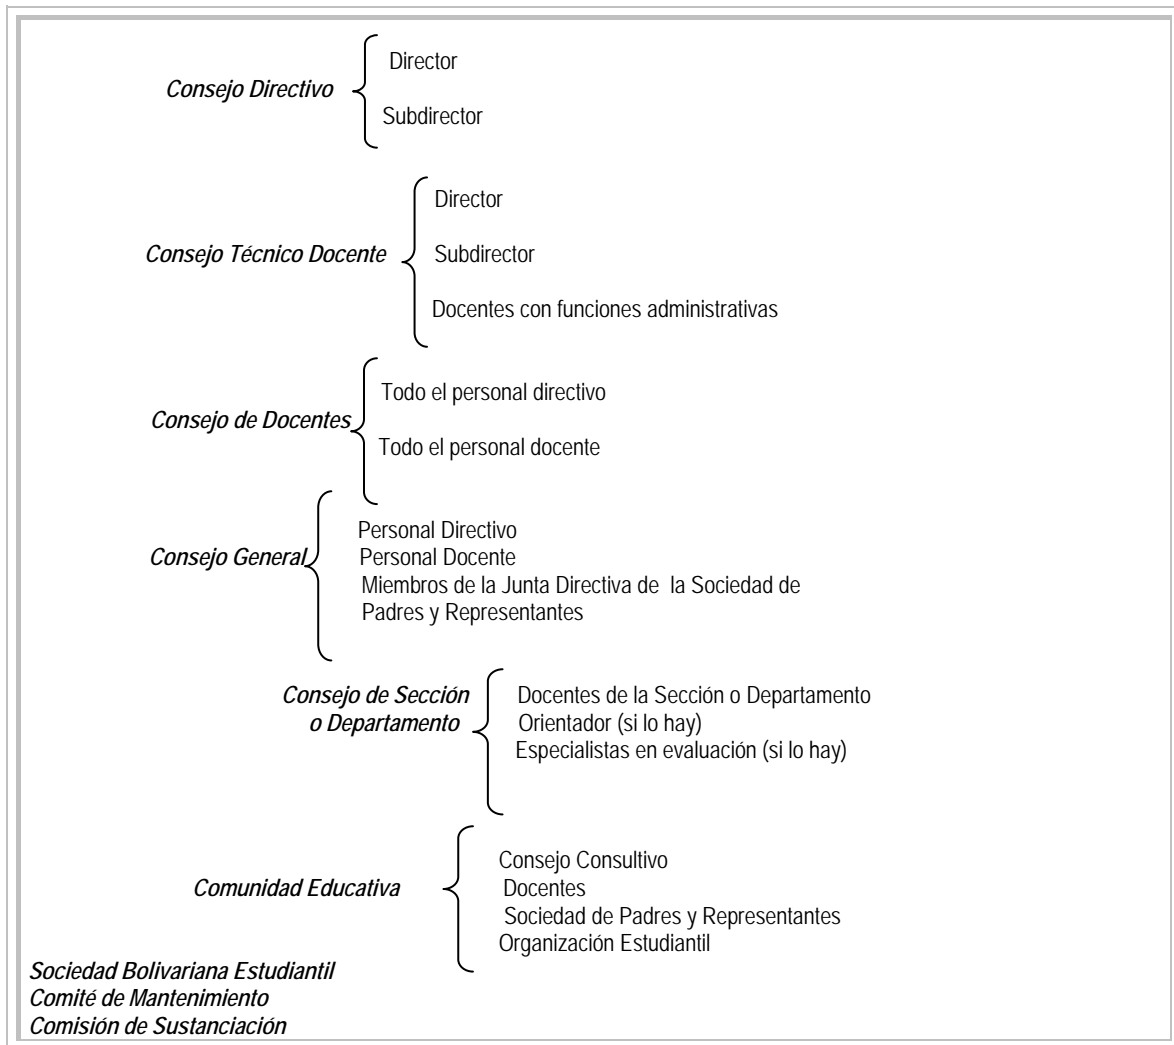 Director
Consejo Directivo
Subdirector
Director
Consejo Técnico Docente
Subdirector
Docentes con funciones administrativas
Todo el personal directivo
Consejo de Docentes
Todo el personal docente
Personal Directivo
Consejo General
Personal Docente
Miembros de la Junta Directiva de la Sociedad de
Padres y Representantes
Consejo de Sección
o Departamento
Docentes de la Sección o Departamento
Orientador (si lo hay)
Especialistas en evaluación (si lo hay)
Comunidad Educativa
Consejo Consultivo
Docentes
Sociedad de Padres y Representantes
Organización Estudiantil
Sociedad Bolivariana Estudiantil
Comité de Mantenimiento
Comisión de Sustanciación